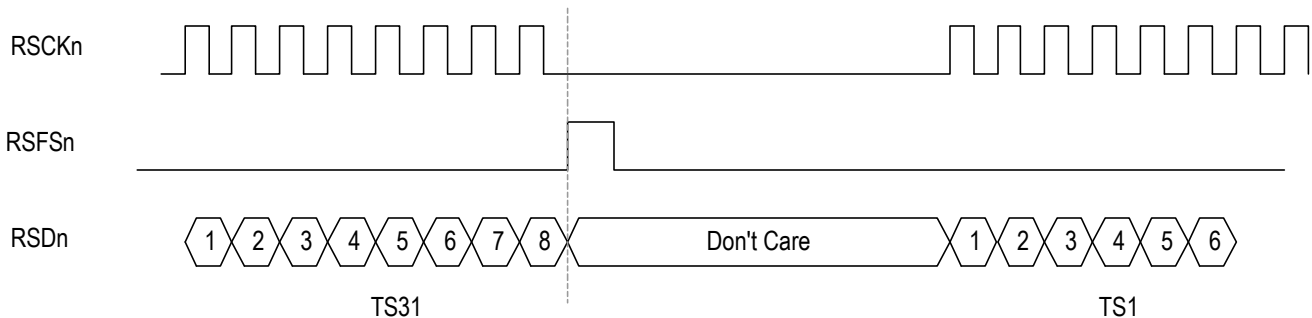 RSCKn
RSFSn
RSDn 1 2 3 4 5 6 7 8 Don't Care 1 2 3 4 5 6
TS31 TS1